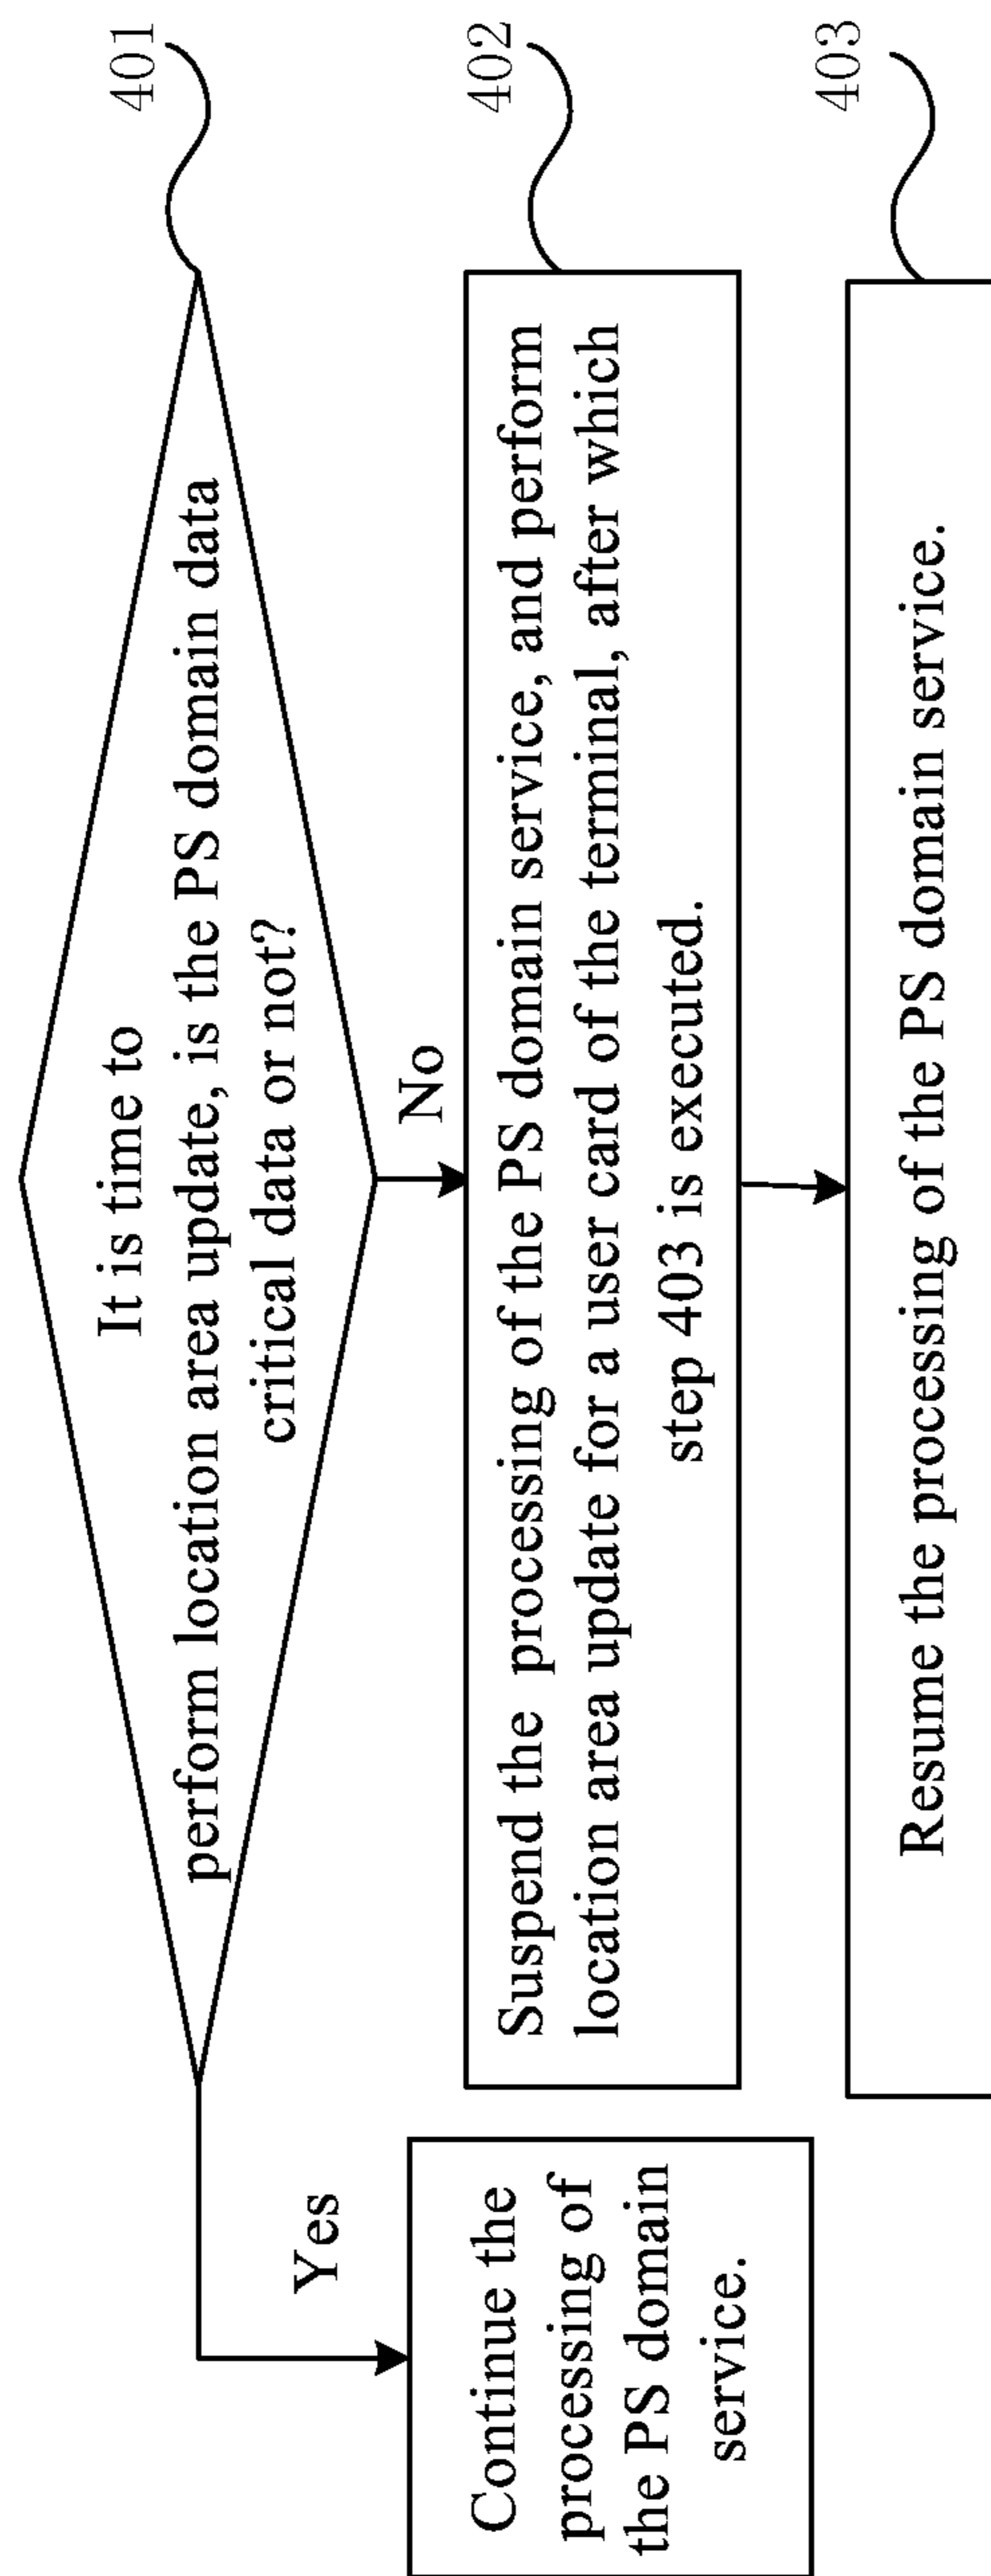 401
It is time to
perform location area update, is the PS domain data
critical data or not?
Yes
No
402
Suspend the processing of the PS domain service, and perform
location area update for a user card of the terminal, after which
step 403 is executed.
Continue the
processing of
the PS domain
service.
403
Resume the processing of the PS domain service.